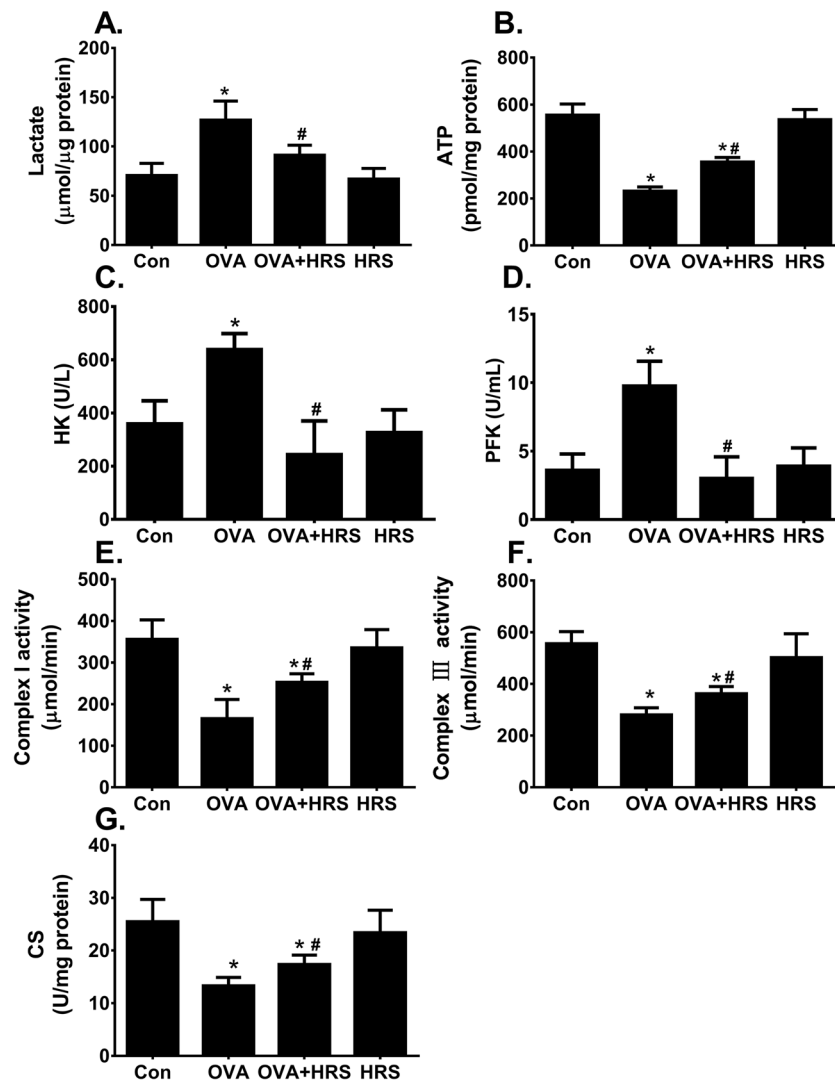 A.
Lactate
(μmol/μg protein)
200
150
100
50
0
*
#
Con OVA OVA+HRS HRS
B.
ATP
(pmol/mg protein)
800
600
400
200
0
*
*#
Con OVA OVA+HRS HRS
C.
HK (U/L)
800
600
400
200
0
*
#
Con OVA OVA+HRS HRS
D.
PFK (U/mL)
15
10
5
0
*
#
Con OVA OVA+HRS HRS
E.
Complex I activity
(μmol/min)
500
400
300
200
100
0
*
*#
Con OVA OVA+HRS HRS
F.
Complex III activity
(μmol/min)
800
600
400
200
0
*
*#
Con OVA OVA+HRS HRS
G.
CS
(U/mg protein)
40
30
20
10
0
*
*#
Con OVA OVA+HRS HRS